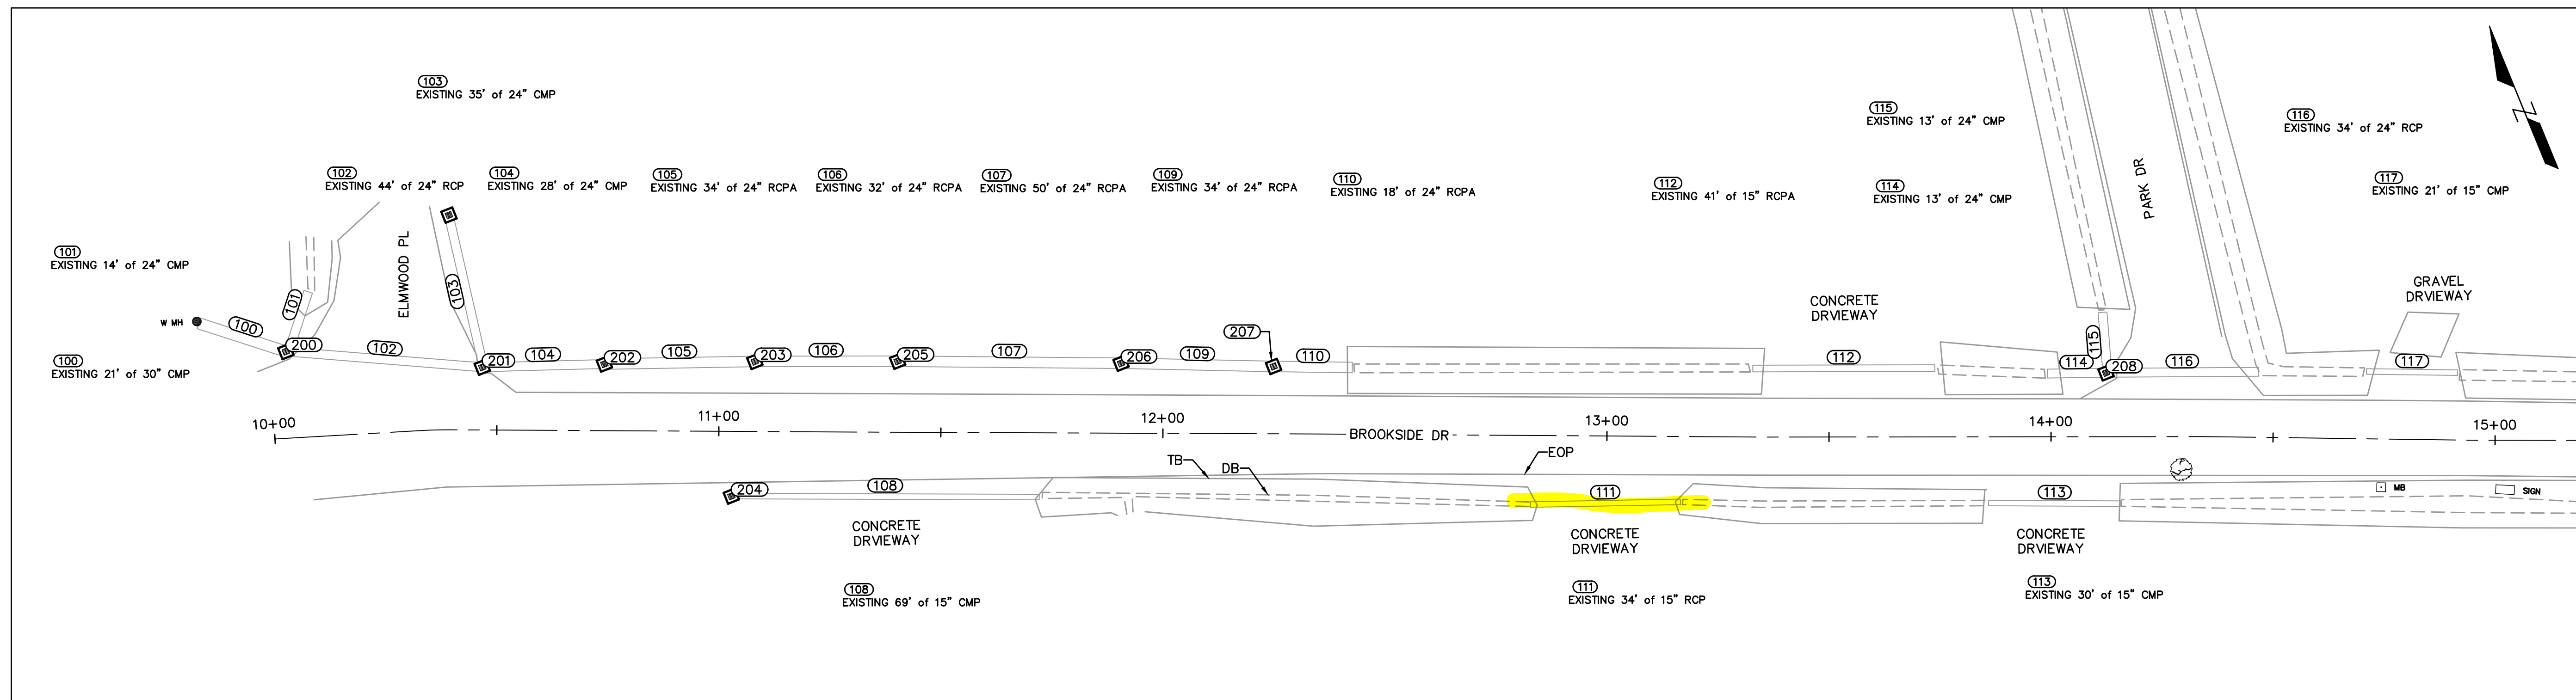 103
EXISTING 35' of 24" CMP
115
EXISTING 13' of 24" CMP
116
EXISTING 34' of 24" RCP
102
EXISTING 44' of 24" RCP
104
EXISTING 28' of 24" CMP
105
EXISTING 34' of 24" RCPA
106
EXISTING 32' of 24" RCPA
107
EXISTING 50' of 24" RCPA
109
EXISTING 34' of 24" RCPA
110
EXISTING 18' of 24" RCPA
112
EXISTING 41' of 15" RCPA
114
EXISTING 13' of 24" CMP
117
EXISTING 21' of 15" CMP
PARK DR
N
101
EXISTING 14' of 24" CMP
ELMWOOD PL
103
101
W MH
100
200
102
201
104
202
105
203
106
205
107
206
109
207
110
CONCRETE
DRVIEWAY
112
115
114
208
116
GRAVEL
DRVIEWAY
117
100
EXISTING 21' of 30" CMP
10+00
11+00
12+00
13+00
14+00
15+00
BROOKSIDE DR
TB
DB
EOP
204
108
111
113
MB
SIGN
CONCRETE
DRVIEWAY
CONCRETE
DRVIEWAY
CONCRETE
DRVIEWAY
108
EXISTING 69' of 15" CMP
111
EXISTING 34' of 15" RCP
113
EXISTING 30' of 15" CMP